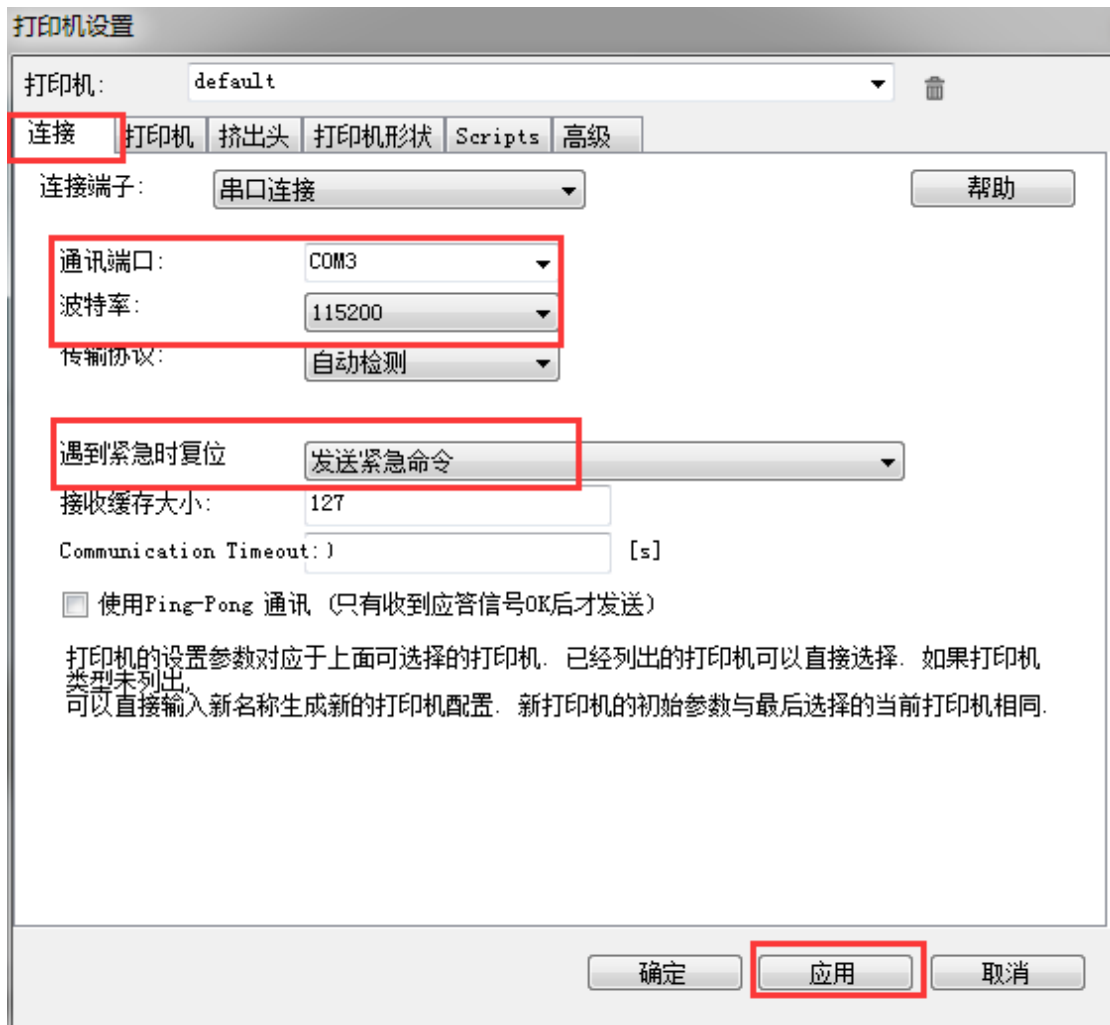 打印机设置
打印机: default
连接 打印机 挤出头 打印机形状 Scripts 高级
连接端子: 串口连接 帮助
通讯端口: COM3
波特率: 115200
传输协议: 自动检测
遇到紧急时复位 发送紧急命令
接收缓存大小: 127
Communication Timeout:) [s]
使用Ping-Pong 通讯 (只有收到应答信号OK后才发送)
打印机的设置参数对应于上面可选择的打印机. 已经列出的打印机可以直接选择. 如果打印机
类型未列出,
可以直接输入新名称生成新的打印机配置. 新打印机的初始参数与最后选择的当前打印机相同.
确定 应用 取消